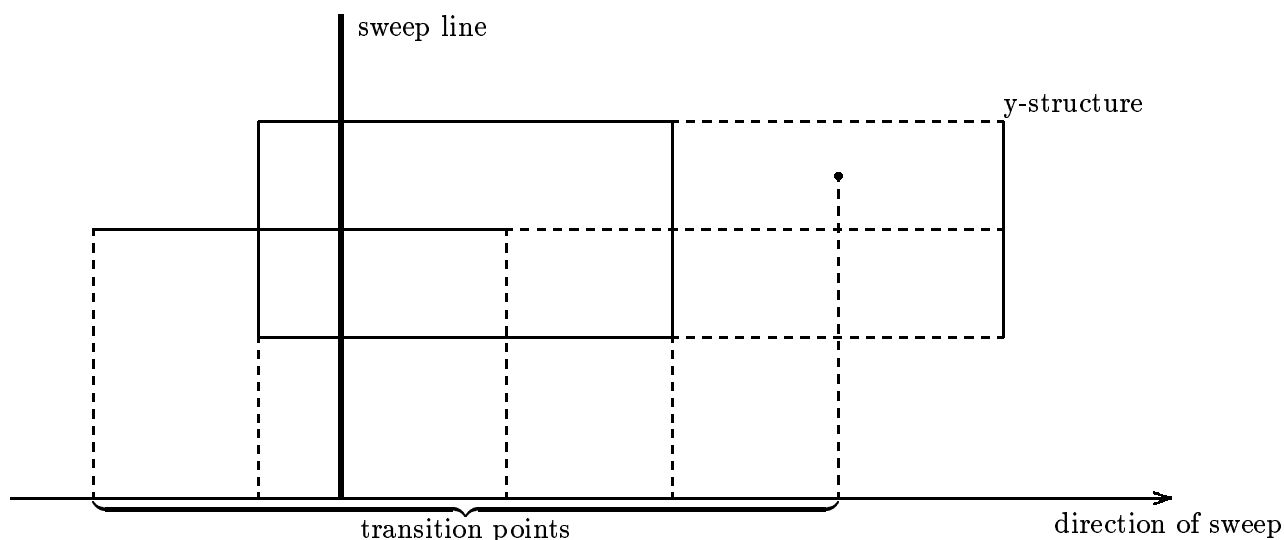 sweep line
y-structure
transition points
direction of sweep